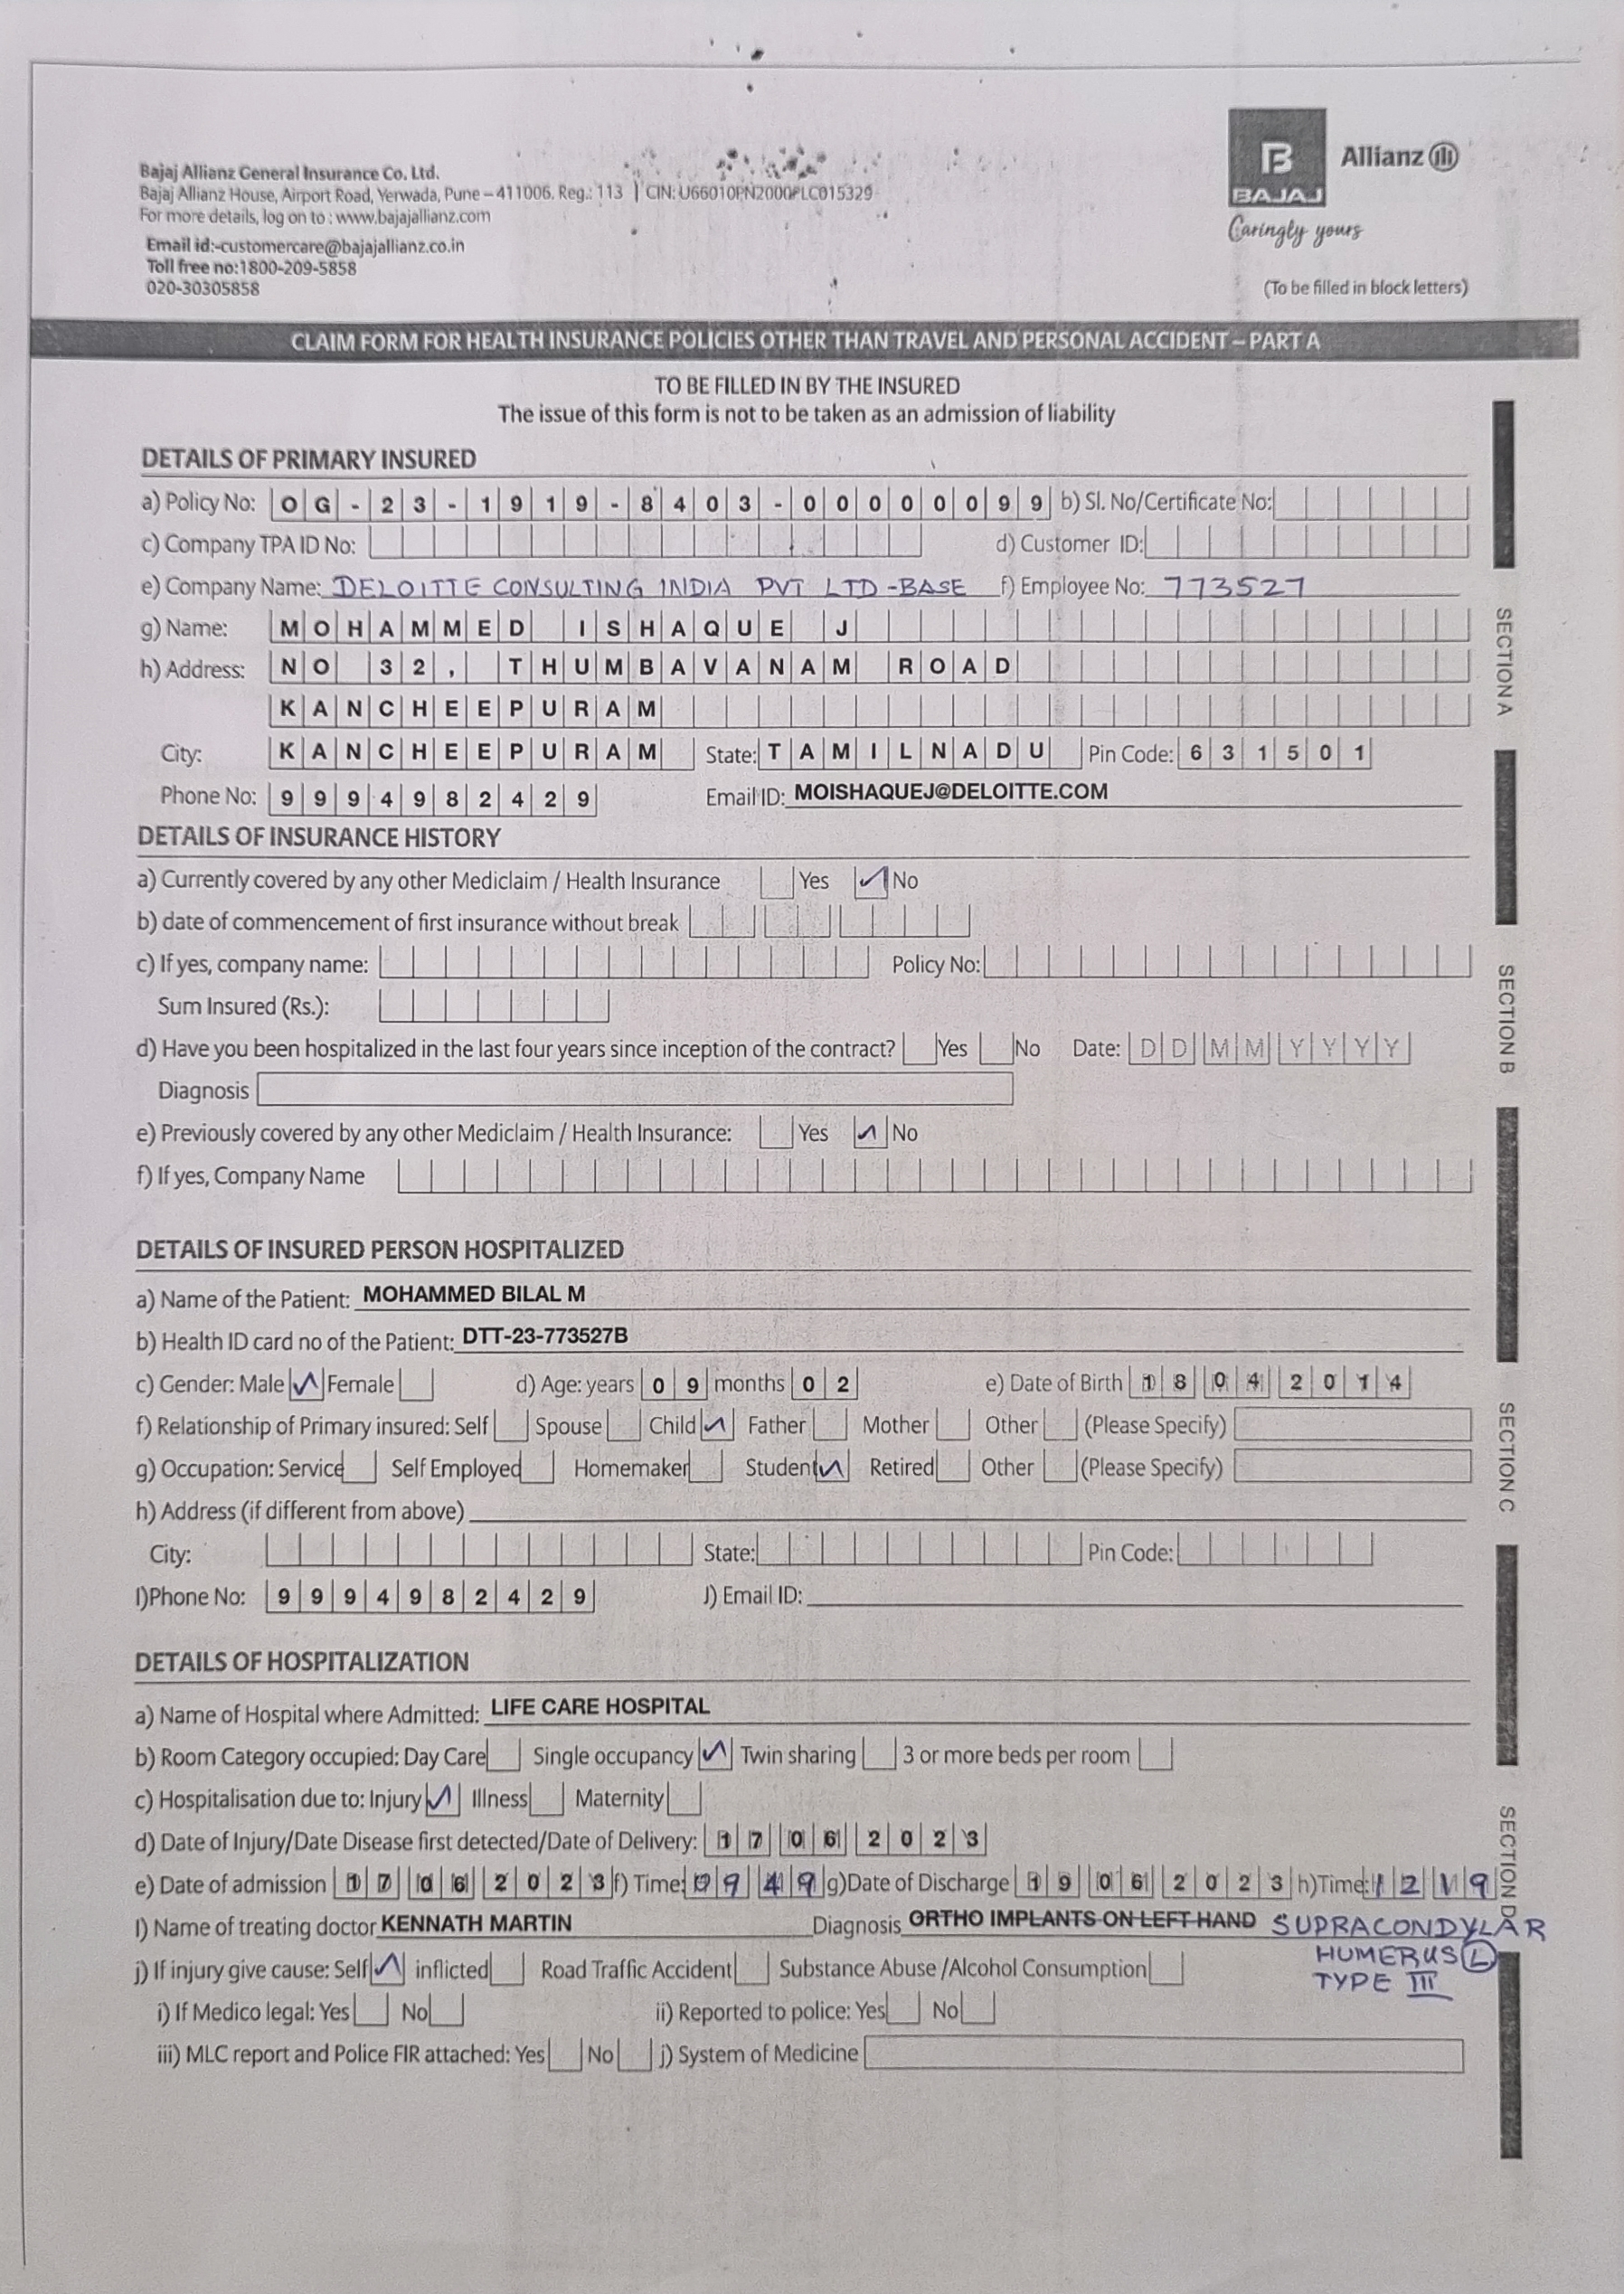 Bajaj Allianz General Insurance Co. Ltd.
Bajaj Allianz House, Airport Road, Yerwada, Pune – 411006. Reg.: 113 | CIN: U66010PN2000PLC015329
For more details, log on to : www.bajajallianz.com
Email id:-customercare@bajajallianz.co.in
Toll free no:1800-209-5858
020-30305858
B BAJAJ Allianz
Caringly yours
(To be filled in block letters)
CLAIM FORM FOR HEALTH INSURANCE POLICIES OTHER THAN TRAVEL AND PERSONAL ACCIDENT – PART A
TO BE FILLED IN BY THE INSURED
The issue of this form is not to be taken as an admission of liability
DETAILS OF PRIMARY INSURED
a) Policy No: OG-23-1919-8403-00000099 b) Sl. No/Certificate No:
c) Company TPA ID No: d) Customer ID:
e) Company Name: DELOITTE CONSULTING INDIA PVT LTD -BASE f) Employee No: 773527
g) Name: MOHAMMED ISHAQUE J
h) Address: NO 32, THUMBAVANAM ROAD
KANCHEEPURAM
City: KANCHEEPURAM State: TAMILNADU Pin Code: 631501
Phone No: 9994982429 Email ID: MOISHAQUEJ@DELOITTE.COM
SECTION A
DETAILS OF INSURANCE HISTORY
a) Currently covered by any other Mediclaim / Health Insurance Yes ✓ No
b) date of commencement of first insurance without break
c) If yes, company name: Policy No:
Sum Insured (Rs.):
d) Have you been hospitalized in the last four years since inception of the contract? Yes No Date: D D M M Y Y Y Y
Diagnosis
e) Previously covered by any other Mediclaim / Health Insurance: Yes ✓ No
f) If yes, Company Name
SECTION B
DETAILS OF INSURED PERSON HOSPITALIZED
a) Name of the Patient: MOHAMMED BILAL M
b) Health ID card no of the Patient: DTT-23-773527B
c) Gender: Male ✓ Female d) Age: years 09 months 02 e) Date of Birth 18 04 2014
f) Relationship of Primary insured: Self Spouse Child ✓ Father Mother Other (Please Specify)
g) Occupation: Service Self Employed Homemaker Student ✓ Retired Other (Please Specify)
h) Address (if different from above)
City: State: Pin Code:
I)Phone No: 9994982429 J) Email ID:
SECTION C
DETAILS OF HOSPITALIZATION
a) Name of Hospital where Admitted: LIFE CARE HOSPITAL
b) Room Category occupied: Day Care Single occupancy ✓ Twin sharing 3 or more beds per room
c) Hospitalisation due to: Injury ✓ Illness Maternity
d) Date of Injury/Date Disease first detected/Date of Delivery: 17 06 2023
e) Date of admission 17 06 2023 f) Time: 09 49 g)Date of Discharge 19 06 2023 h)Time: 12 19
I) Name of treating doctor KENNATH MARTIN Diagnosis ORTHO IMPLANTS ON LEFT HAND SUPRACONDYLAR
HUMERUS (L)
TYPE III
j) If injury give cause: Self ✓ inflicted Road Traffic Accident Substance Abuse /Alcohol Consumption
i) If Medico legal: Yes No ii) Reported to police: Yes No
iii) MLC report and Police FIR attached: Yes No j) System of Medicine
SECTION D